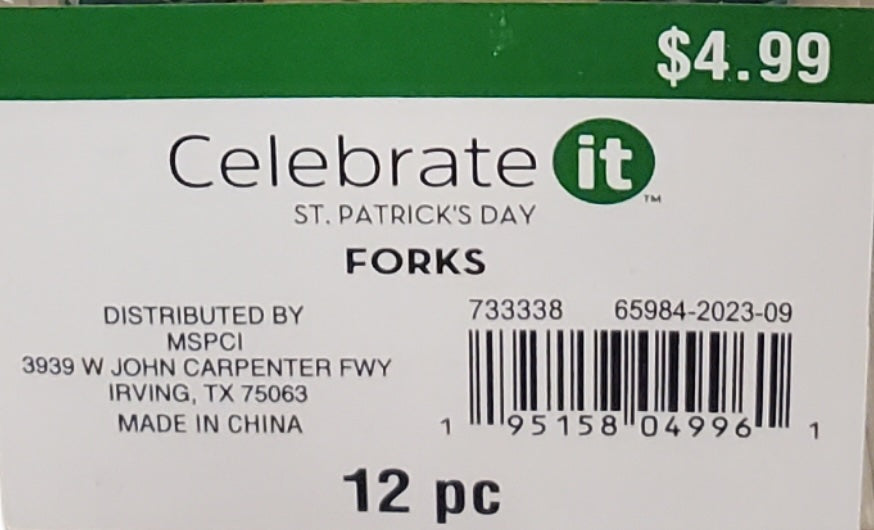 $4.99
Celebrate it™
ST. PATRICK'S DAY
FORKS
DISTRIBUTED BY
MSPCI
3939 W JOHN CARPENTER FWY
IRVING, TX 75063
MADE IN CHINA
733338 65984-2023-09
1 95158 04996 1
12 pc